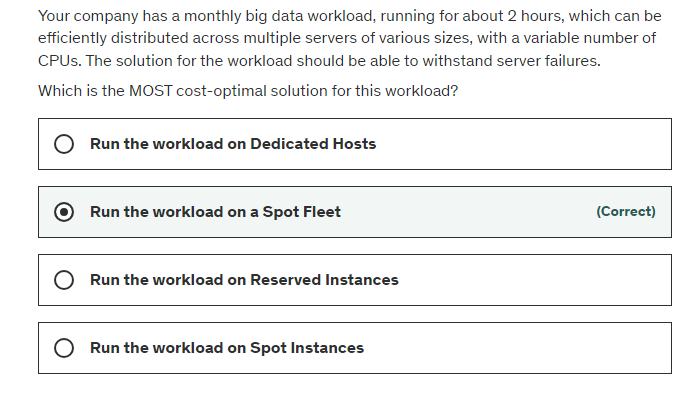 Your company has a monthly big data workload, running for about 2 hours, which can be
efficiently distributed across multiple servers of various sizes, with a variable number of
CPUs. The solution for the workload should be able to withstand server failures.
Which is the MOST cost-optimal solution for this workload?
Run the workload on Dedicated Hosts
Run the workload on a Spot Fleet (Correct)
Run the workload on Reserved Instances
Run the workload on Spot Instances